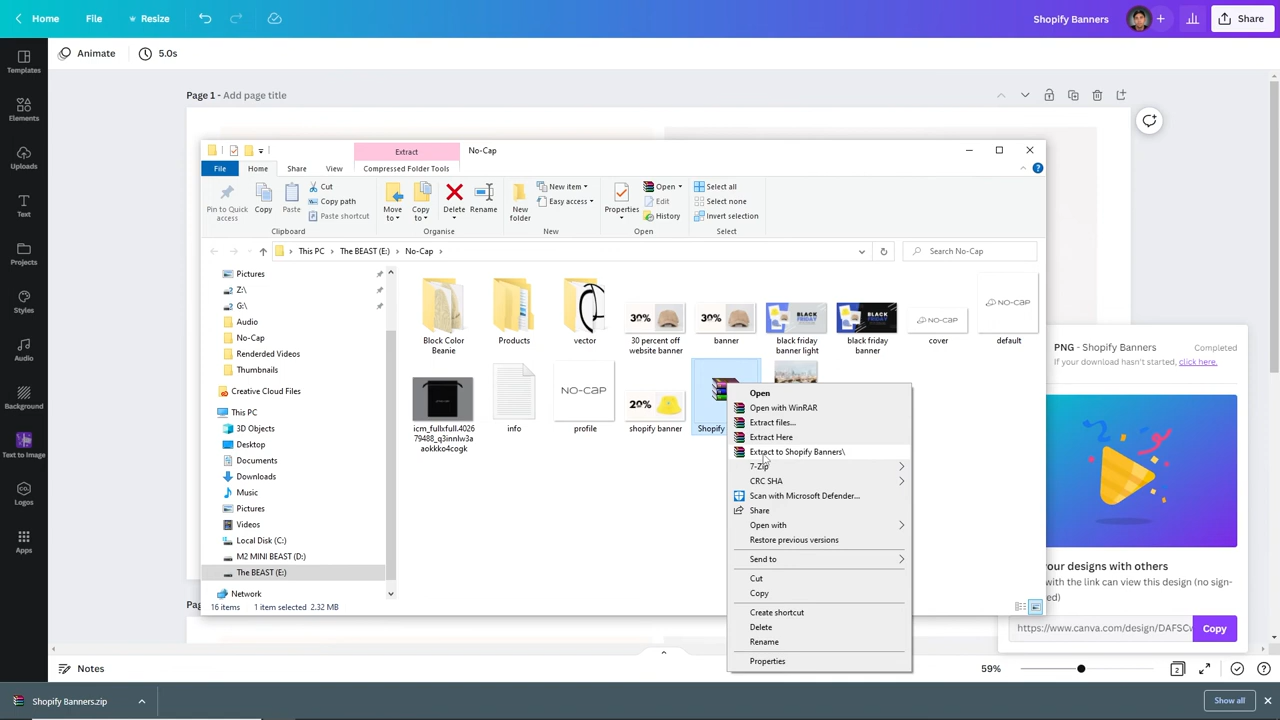 Home
File
Resize
Shopify Banners
Share
Animate
5.0s
Templates
Elements
Uploads
Text
Projects
Styles
Audio
Background
Text to Image
Logos
Apps
Page 1 - Add page title
Extract
No-Cap
File
Home
Share
View
Compressed Folder Tools
Pin to Quick
access
Copy
Paste
Cut
Copy path
Paste shortcut
Clipboard
Move
to
Copy
to
Delete
Rename
Organise
New
folder
New item
Easy access
New
Properties
Open
Edit
History
Open
Select all
Select none
Invert selection
Select
This PC
The BEAST (E:)
No-Cap
Search No-Cap
Pictures
Z:\
G:\
Audio
No-Cap
Renderded Videos
Thumbnails
Creative Cloud Files
This PC
3D Objects
Desktop
Documents
Downloads
Music
Pictures
Videos
Local Disk (C:)
M2 MINI BEAST (D:)
The BEAST (E:)
Network
Block Color
Beanie
Products
vector
30%
30 percent off
website banner
30%
banner
BLACK
FRIDAY
black friday
banner light
BLACK
FRIDAY
black friday
banner
NO-CAP
cover
NO-CAP
default
icm_fullxfull.4026
79488_q3innlw3a
aokkko4cogk
info
NO-CAP
profile
20%
shopify banner
Shopify
Open
Open with WinRAR
Extract files...
Extract Here
Extract to Shopify Banners\
7-Zip
CRC SHA
Scan with Microsoft Defender...
Share
Open with
Restore previous versions
Send to
Cut
Copy
Create shortcut
Delete
Rename
Properties
16 items
1 item selected 2.32 MB
PNG - Shopify Banners
Completed
If your download hasn't started, click here.
your designs with others
with the link can view this design (no sign-
https://www.canva.com/design/DAFSC
Copy
Notes
59%
2
Shopify Banners.zip
Show all